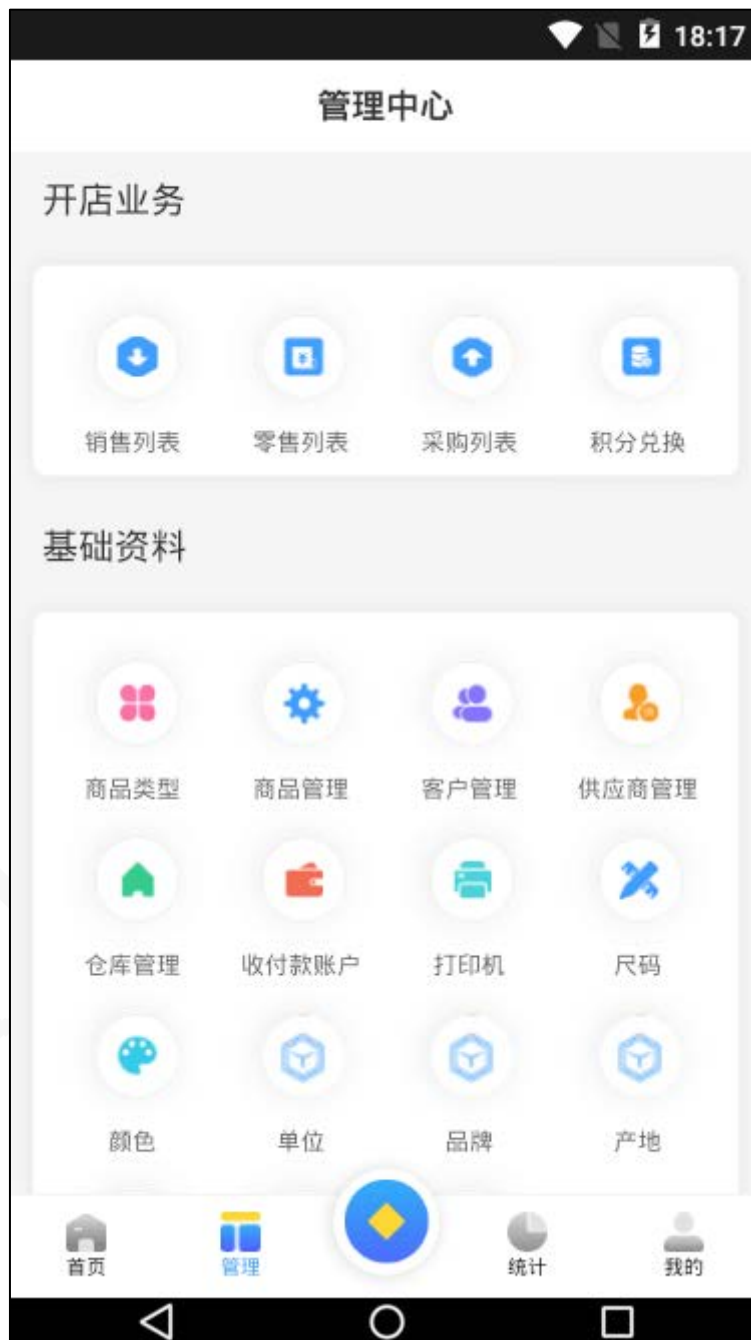 18:17
管理中心
开店业务
销售列表 零售列表 采购列表 积分兑换
基础资料
商品类型 商品管理 客户管理 供应商管理
仓库管理 收付款账户 打印机 尺码
颜色 单位 品牌 产地
首页 管理 统计 我的